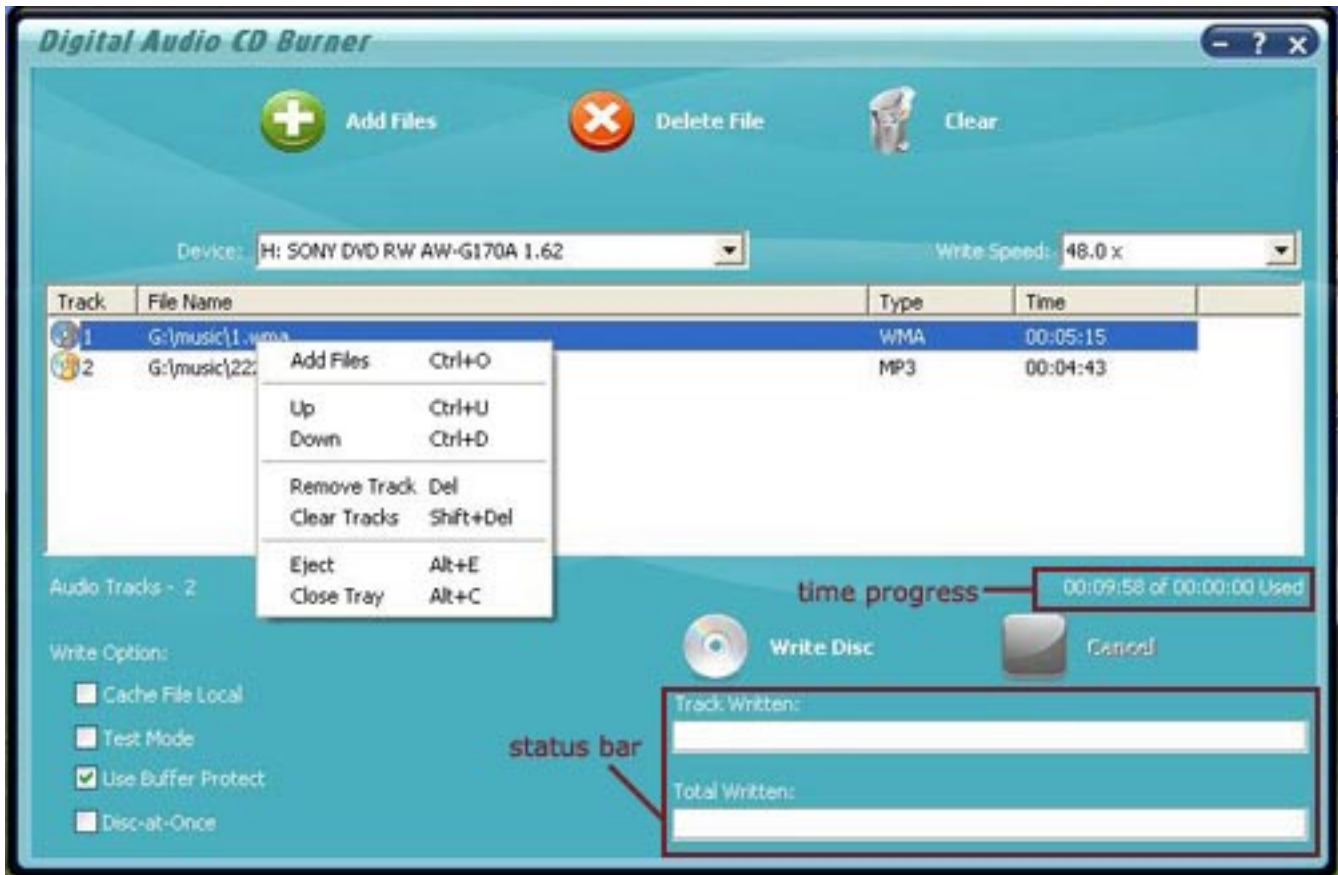 Digital Audio CD Burner
Add Files Delete File Clear
Device: H: SONY DVD RW AW-G170A 1.62 Write Speed: 48.0 x
Track File Name Type Time
1 G:\music\1.wma WMA 00:05:15
2 G:\music\222 MP3 00:04:43
Add Files Ctrl+O
Up Ctrl+U
Down Ctrl+D
Remove Track Del
Clear Tracks Shift+Del
Eject Alt+E
Close Tray Alt+C
Audio Tracks - 2 time progress 00:09:58 of 00:00:00 Used
Write Disc Cancel
Write Option:
Cache File Local
Test Mode
Use Buffer Protect
Disc-at-Once
status bar
Track Written:
Total Written: